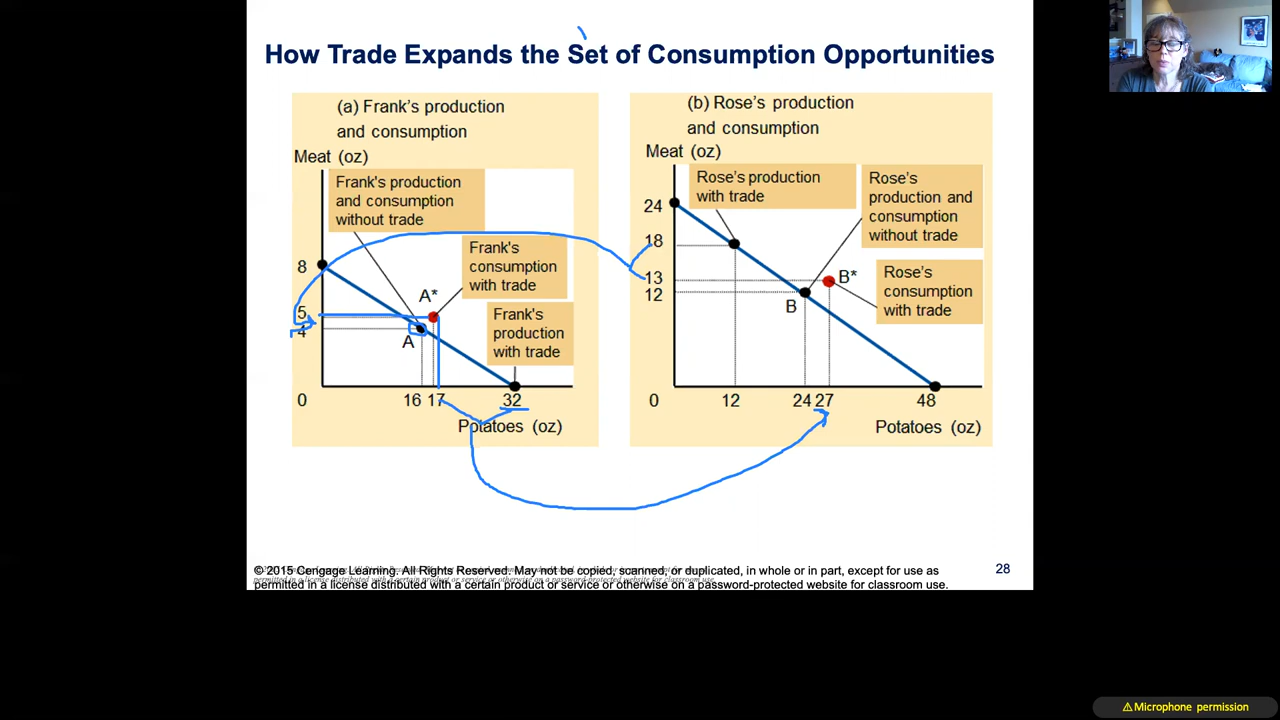 How Trade Expands the Set of Consumption Opportunities
(a) Frank's production
and consumption
Meat (oz)
Frank's production
and consumption
without trade
Frank's
consumption
with trade
8
A*
5
4
A
Frank's
production
with trade
0
16
17
32
Potatoes (oz)
(b) Rose's production
and consumption
Meat (oz)
Rose's production
with trade
Rose's
production and
consumption
without trade
24
18
13
12
B*
B
Rose's
consumption
with trade
0
12
24
27
48
Potatoes (oz)
© 2015 Cengage Learning. All Rights Reserved. May not be copied, scanned, or duplicated, in whole or in part, except for use as
permitted in a license distributed with a certain product or service or otherwise on a password-protected website for classroom use.
28
⚠Microphone permission